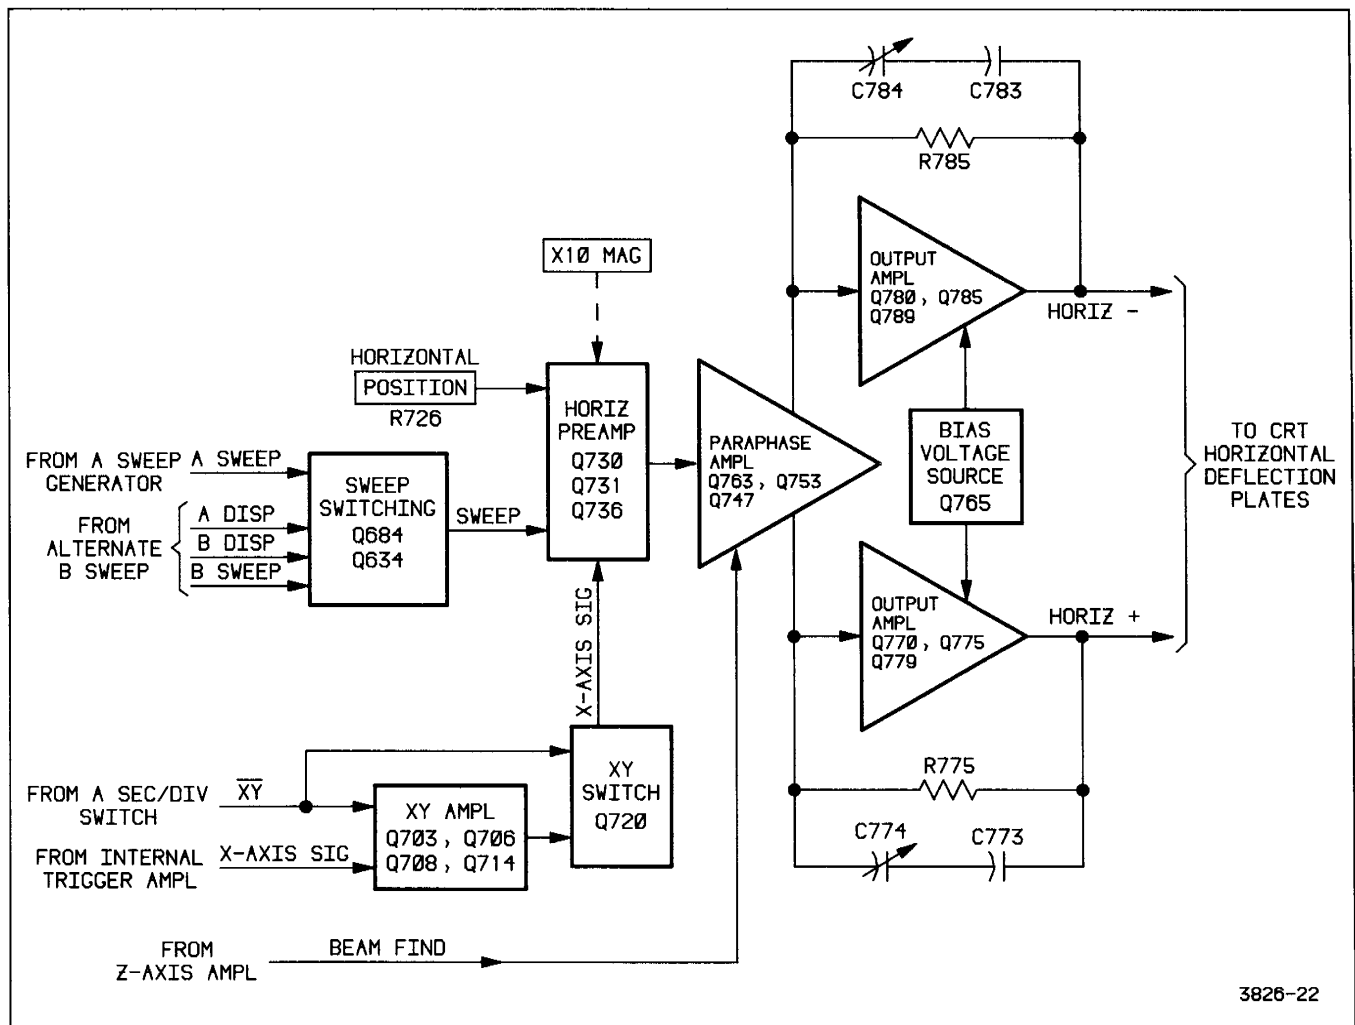 C784
C783
R785
X10 MAG
OUTPUT
AMPL
Q780, Q785
Q789
HORIZ -
HORIZONTAL
POSITION
R726
HORIZ
PREAMP
Q730
Q731
Q736
PARAPHASE
AMPL
Q763, Q753
Q747
BIAS
VOLTAGE
SOURCE
Q765
TO CRT
HORIZONTAL
DEFLECTION
PLATES
FROM A SWEEP
GENERATOR
A SWEEP
FROM
ALTERNATE
B SWEEP
A DISP
B DISP
B SWEEP
SWEEP
SWITCHING
Q684
Q634
SWEEP
OUTPUT
AMPL
Q770, Q775
Q779
HORIZ +
X-AXIS SIG
R775
C774
C773
FROM A SEC/DIV
SWITCH
X̅Y̅
XY
SWITCH
Q720
XY AMPL
Q703, Q706
Q708, Q714
FROM INTERNAL
TRIGGER AMPL
X-AXIS SIG
FROM
Z-AXIS AMPL
BEAM FIND
3826-22